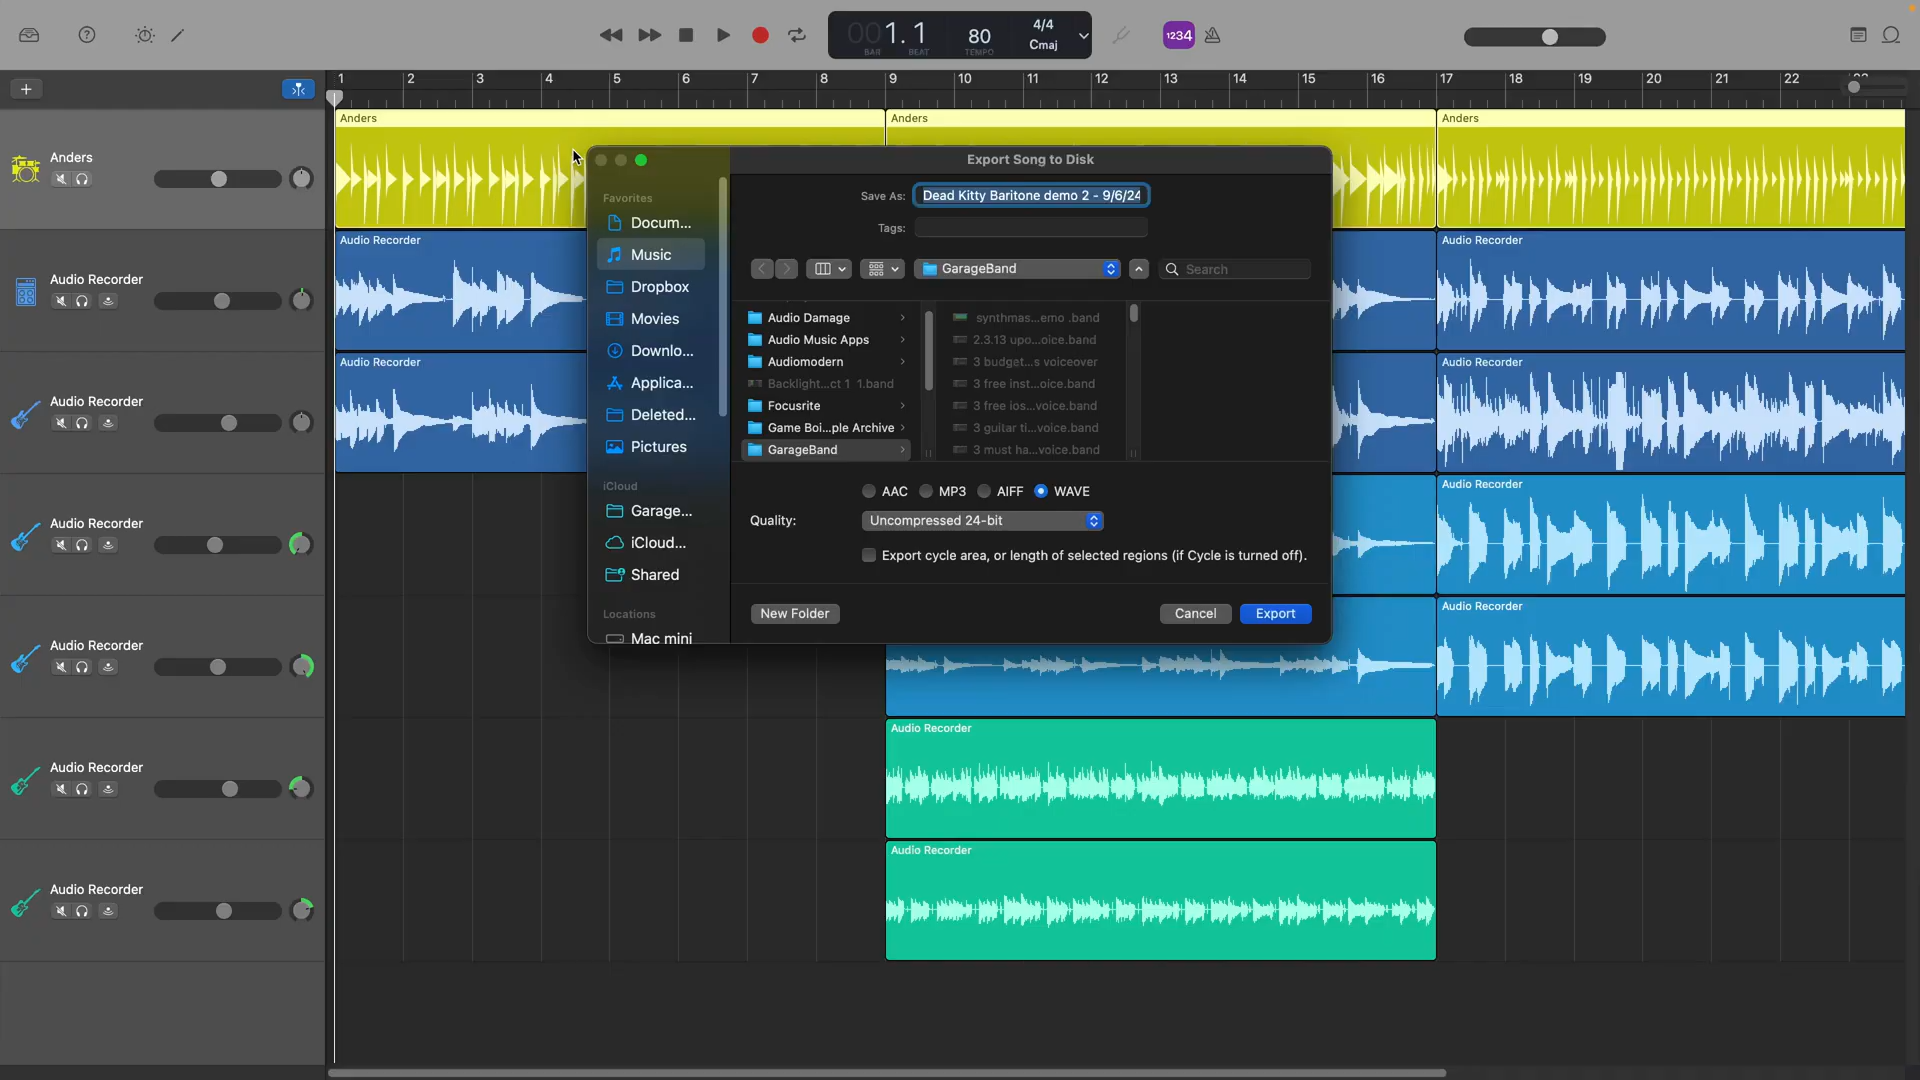 001. 1
BAR
BEAT
80
TEMPO
4/4
Cmaj
1234
1
2
3
4
5
6
7
8
9
10
11
12
13
14
15
16
17
18
19
20
21
22
Anders
Anders
Anders
Anders
Audio Recorder
Audio Recorder
Audio Recorder
Audio Recorder
Audio Recorder
Audio Recorder
Audio Recorder
Audio Recorder
Audio Recorder
Audio Recorder
Audio Recorder
Audio Recorder
Audio Recorder
Audio Recorder
Export Song to Disk
Save As: Dead Kitty Baritone demo 2 - 9/6/24
Tags:
GarageBand
Search
Favorites
Docum...
Music
Dropbox
Movies
Downlo...
Applica...
Deleted...
Pictures
iCloud
Garage...
iCloud...
Shared
Locations
Mac mini
Audio Damage
Audio Music Apps
Audiomodern
Backlight...ct 1 1.band
Focusrite
Game Boi...ple Archive
GarageBand
synthmas...emo .band
2.3.13 upo...oice.band
3 budget...s voiceover
3 free inst...oice.band
3 free ios...voice.band
3 guitar ti...voice.band
3 must ha...voice.band
AAC MP3 AIFF WAVE
Quality: Uncompressed 24-bit
Export cycle area, or length of selected regions (if Cycle is turned off).
New Folder
Cancel
Export